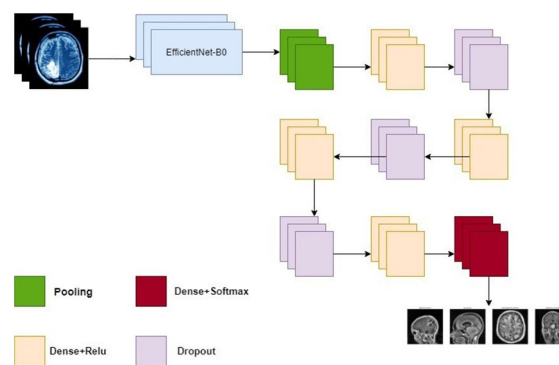 EfficientNet-B0
Pooling
Dense+Softmax
Dense+Relu
Dropout